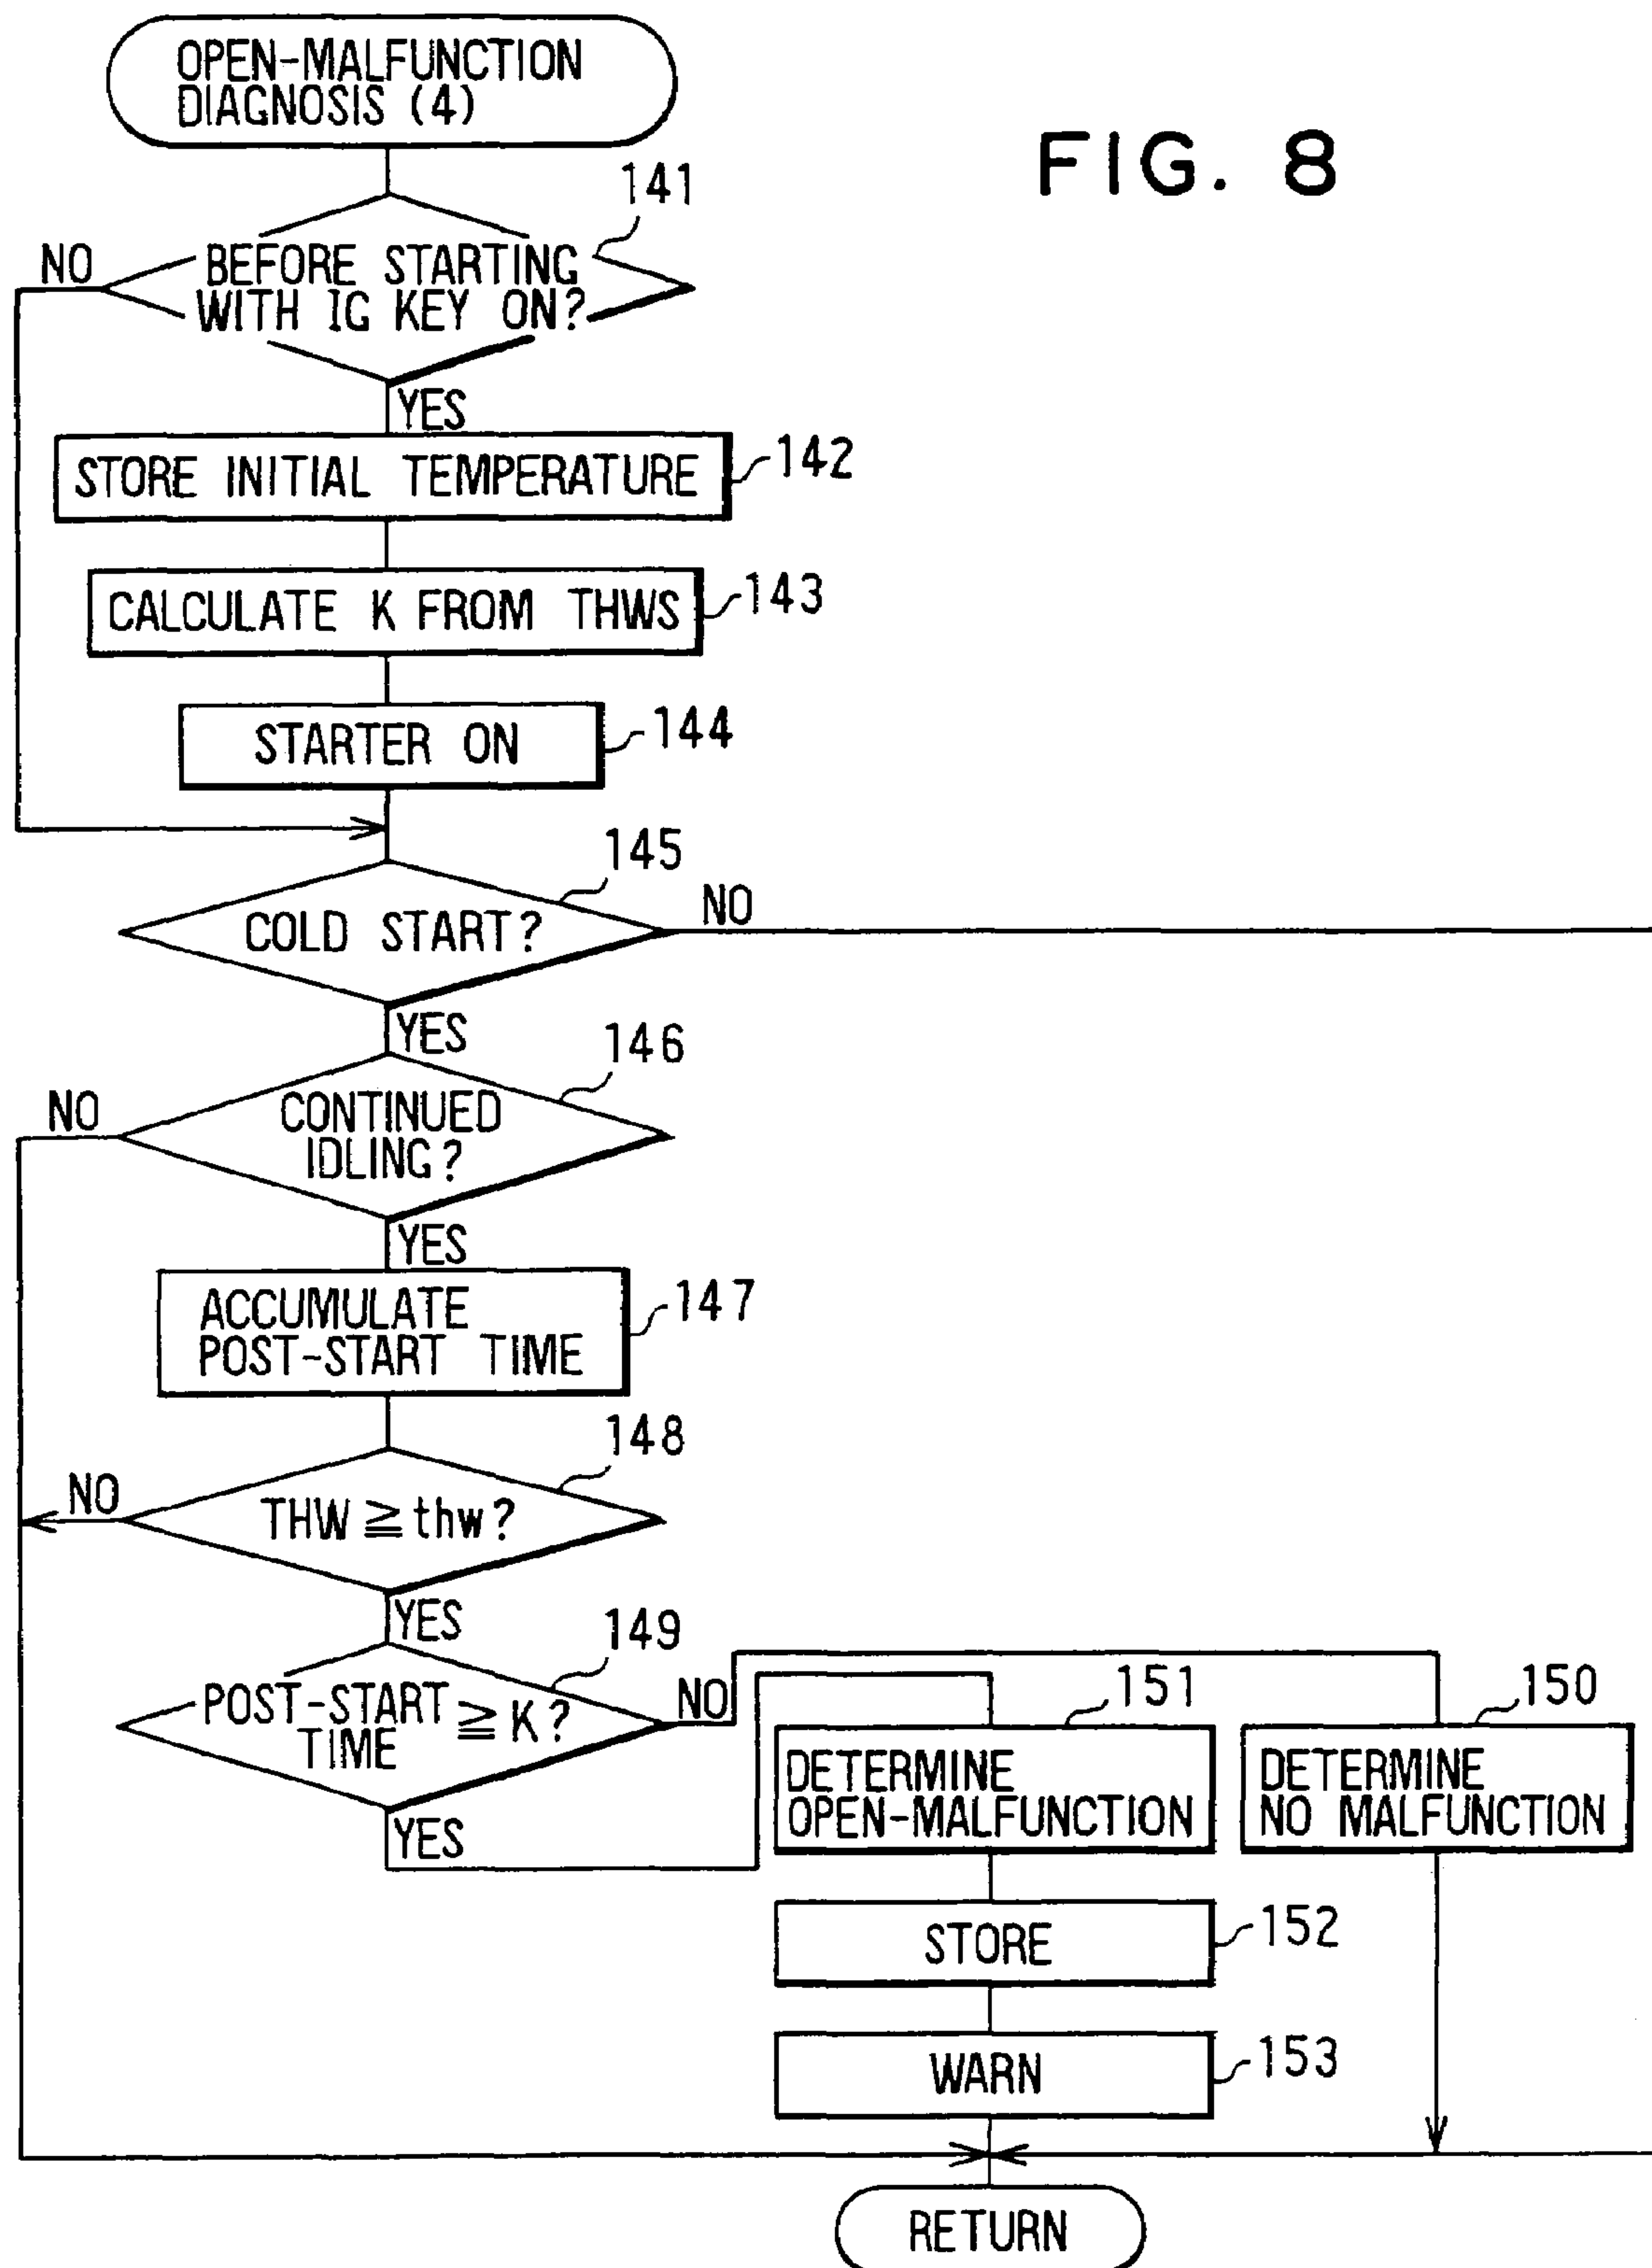 OPEN-MALFUNCTION
DIAGNOSIS (4)
FIG. 8
141
NO
BEFORE STARTING
WITH IG KEY ON?
YES
STORE INITIAL TEMPERATURE
142
CALCULATE K FROM THWS
143
STARTER ON
144
145
COLD START?
NO
YES
146
NO
CONTINUED
IDLING?
YES
ACCUMULATE
POST-START TIME
147
148
NO
THW ≧ thw?
YES
149
POST-START
TIME
≧ K?
NO
YES
151
DETERMINE
OPEN-MALFUNCTION
150
DETERMINE
NO MALFUNCTION
STORE
152
WARN
153
RETURN